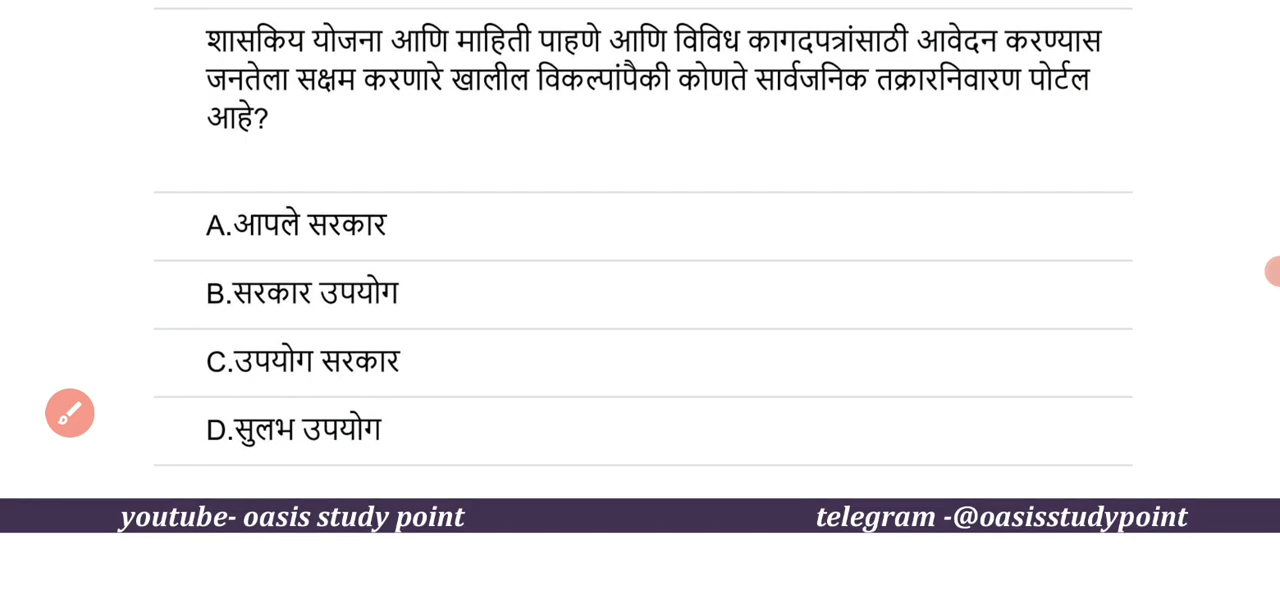 शासकिय योजना आणि माहिती पाहणे आणि विविध कागदपत्रांसाठी आवेदन करण्यास
जनतेला सक्षम करणारे खालील विकल्पांपैकी कोणते सार्वजनिक तक्रारनिवारण पोर्टल
आहे?
A.आपले सरकार
B.सरकार उपयोग
C.उपयोग सरकार
D.सुलभ उपयोग
youtube- oasis study point telegram -@oasisstudypoint